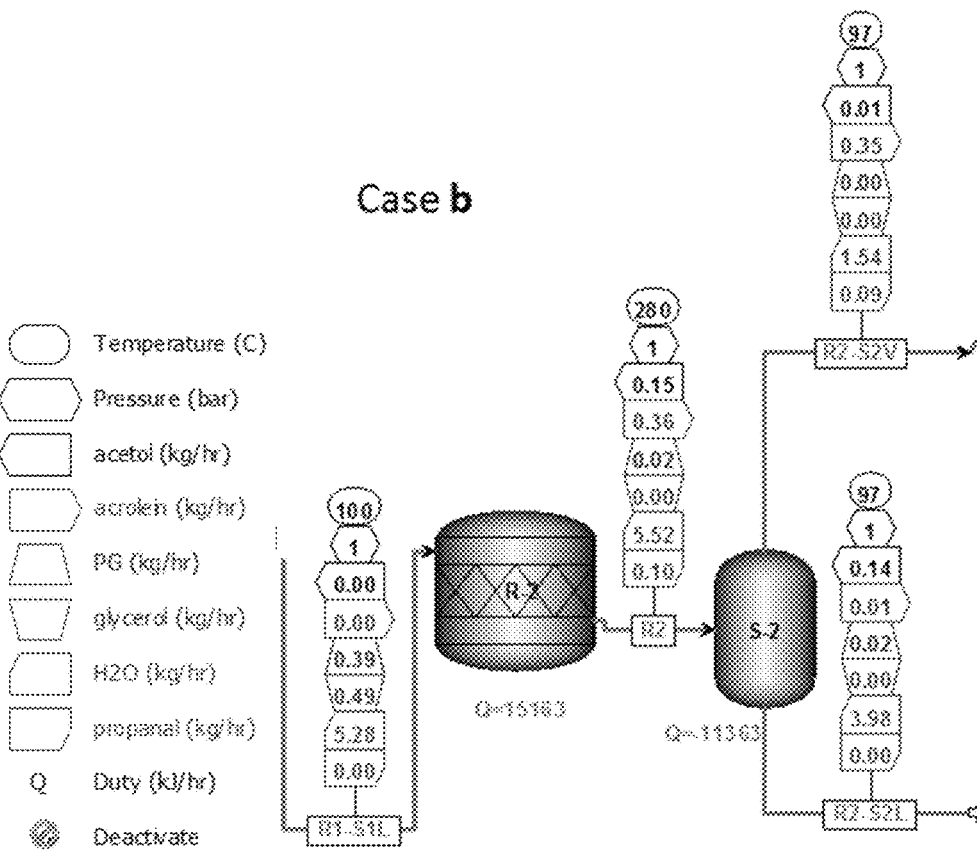 Case b
Temperature (C)
Pressure (bar)
acetol (kg/hr)
acrolein (kg/hr)
PG (kg/hr)
glycerol (kg/hr)
H2O (kg/hr)
propanal (kg/hr)
Q Duty (kJ/hr)
Deactivate
100
1
0.00
0.00
0.39
0.49
5.28
0.00
R1-S1L
R-2
Q=15163
280
1
0.15
0.36
0.02
0.00
5.52
0.10
R2
S-2
Q=-11363
97
1
0.01
0.35
0.00
0.00
1.54
0.09
R2-S2V
97
1
0.14
0.01
0.02
0.00
3.98
0.00
R2-S2L